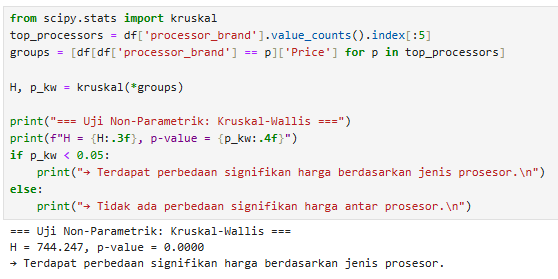 from scipy.stats import kruskal
top_processors = df['processor_brand'].value_counts().index[:5]
groups = [df[df['processor_brand'] == p]['Price'] for p in top_processors]

H, p_kw = kruskal(*groups)

print("=== Uji Non-Parametrik: Kruskal-Wallis ===")
print(f"H = {H:.3f}, p-value = {p_kw:.4f}")
if p_kw < 0.05:
    print("→ Terdapat perbedaan signifikan harga berdasarkan jenis prosesor.\n")
else:
    print("→ Tidak ada perbedaan signifikan harga antar prosesor.\n")
=== Uji Non-Parametrik: Kruskal-Wallis ===
H = 744.247, p-value = 0.0000
→ Terdapat perbedaan signifikan harga berdasarkan jenis prosesor.